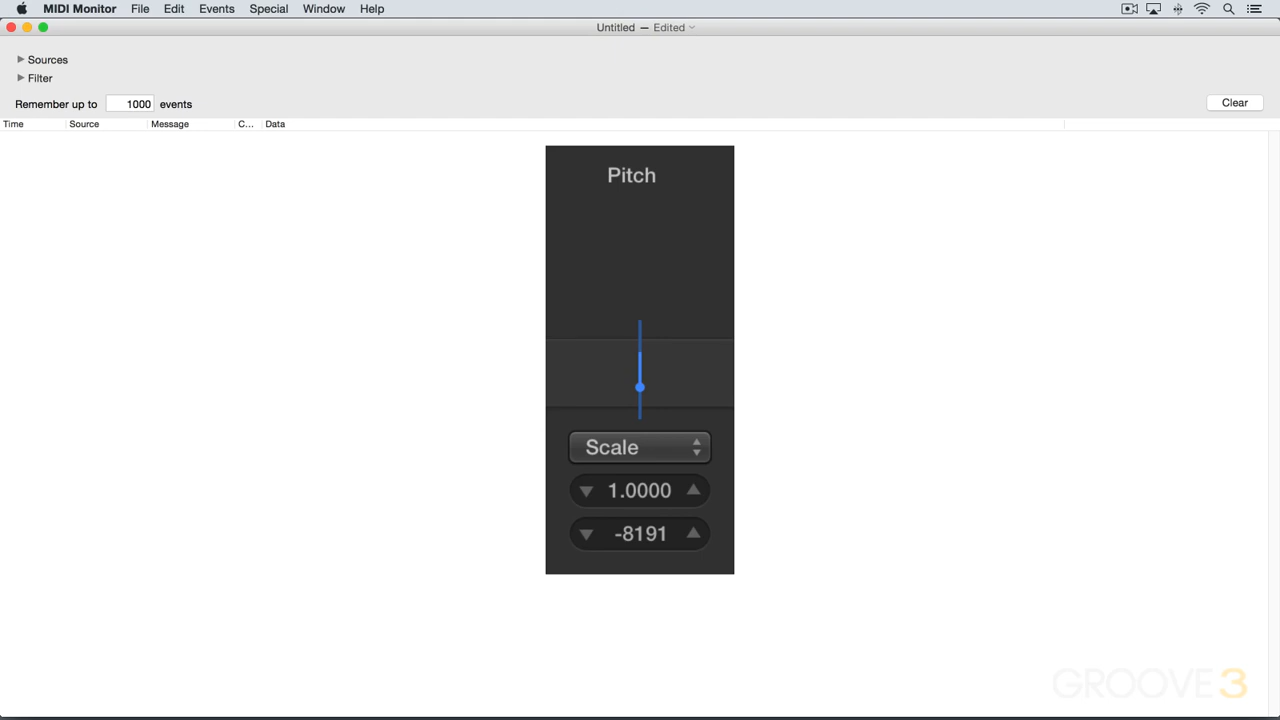 MIDI Monitor File Edit Events Special Window Help
Untitled — Edited
Sources
Filter
Remember up to 1000 events
Clear
Time Source Message C... Data
Pitch
Scale
1.0000
-8191
GROOVE3